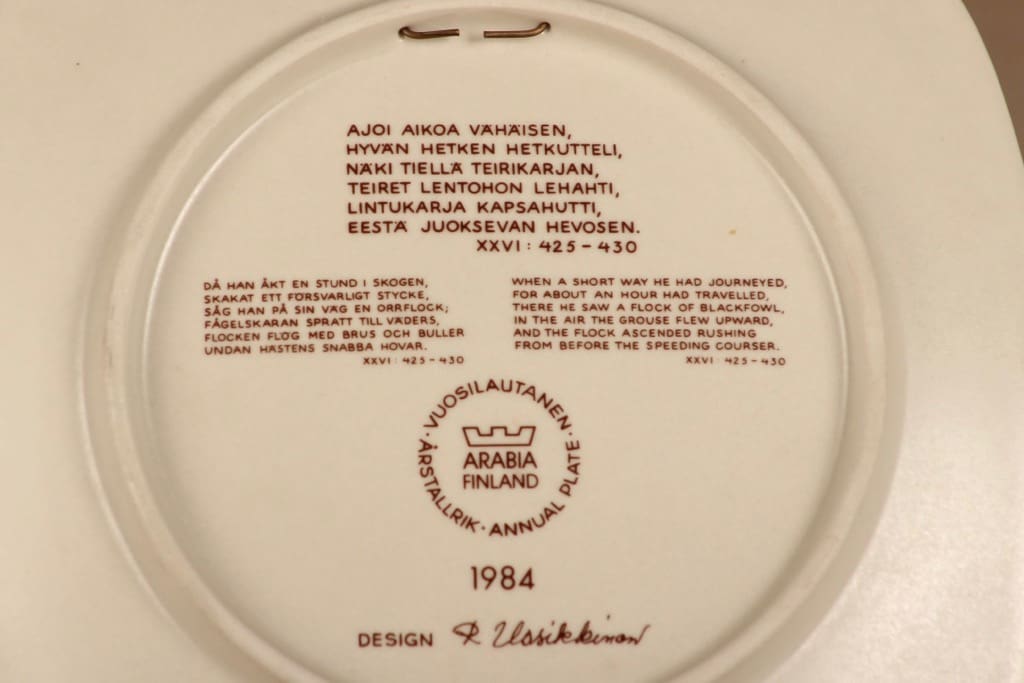 AJOI AIKOA VÄHÄISEN,
HYVÄN HETKEN HETKUTTELI,
NÄKI TIELLÄ TEIRIKARJAN,
TEIRET LENTOHON LEHAHTI,
LINTUKARJA KAPSAHUTTI,
EESTÄ JUOKSEVAN HEVOSEN.
XXVI : 425 – 430
DÅ HAN ÅKT EN STUND I SKOGEN,
SKAKAT ETT FÖRSVARLIGT STYCKE,
SÅG HAN PÅ SIN VÄG EN ORRFLOCK;
FÅGELSKARAN SPRATT TILL VÄDERS,
FLOCKEN FLÖG MED BRUS OCH BULLER
UNDAN HÄSTENS SNABBA HOVAR.
XXVI : 425 – 430
WHEN A SHORT WAY HE HAD JOURNEYED,
FOR ABOUT AN HOUR HAD TRAVELLED,
THERE HE SAW A FLOCK OF BLACKFOWL,
IN THE AIR THE GROUSE FLEW UPWARD,
AND THE FLOCK ASCENDED RUSHING
FROM BEFORE THE SPEEDING COURSER.
XXVI : 425 – 430
· VUOSILAUTANEN · ANNUAL PLATE · ÅRSTALLRIK
ARABIA
FINLAND
1984
DESIGN R Uosikkinen